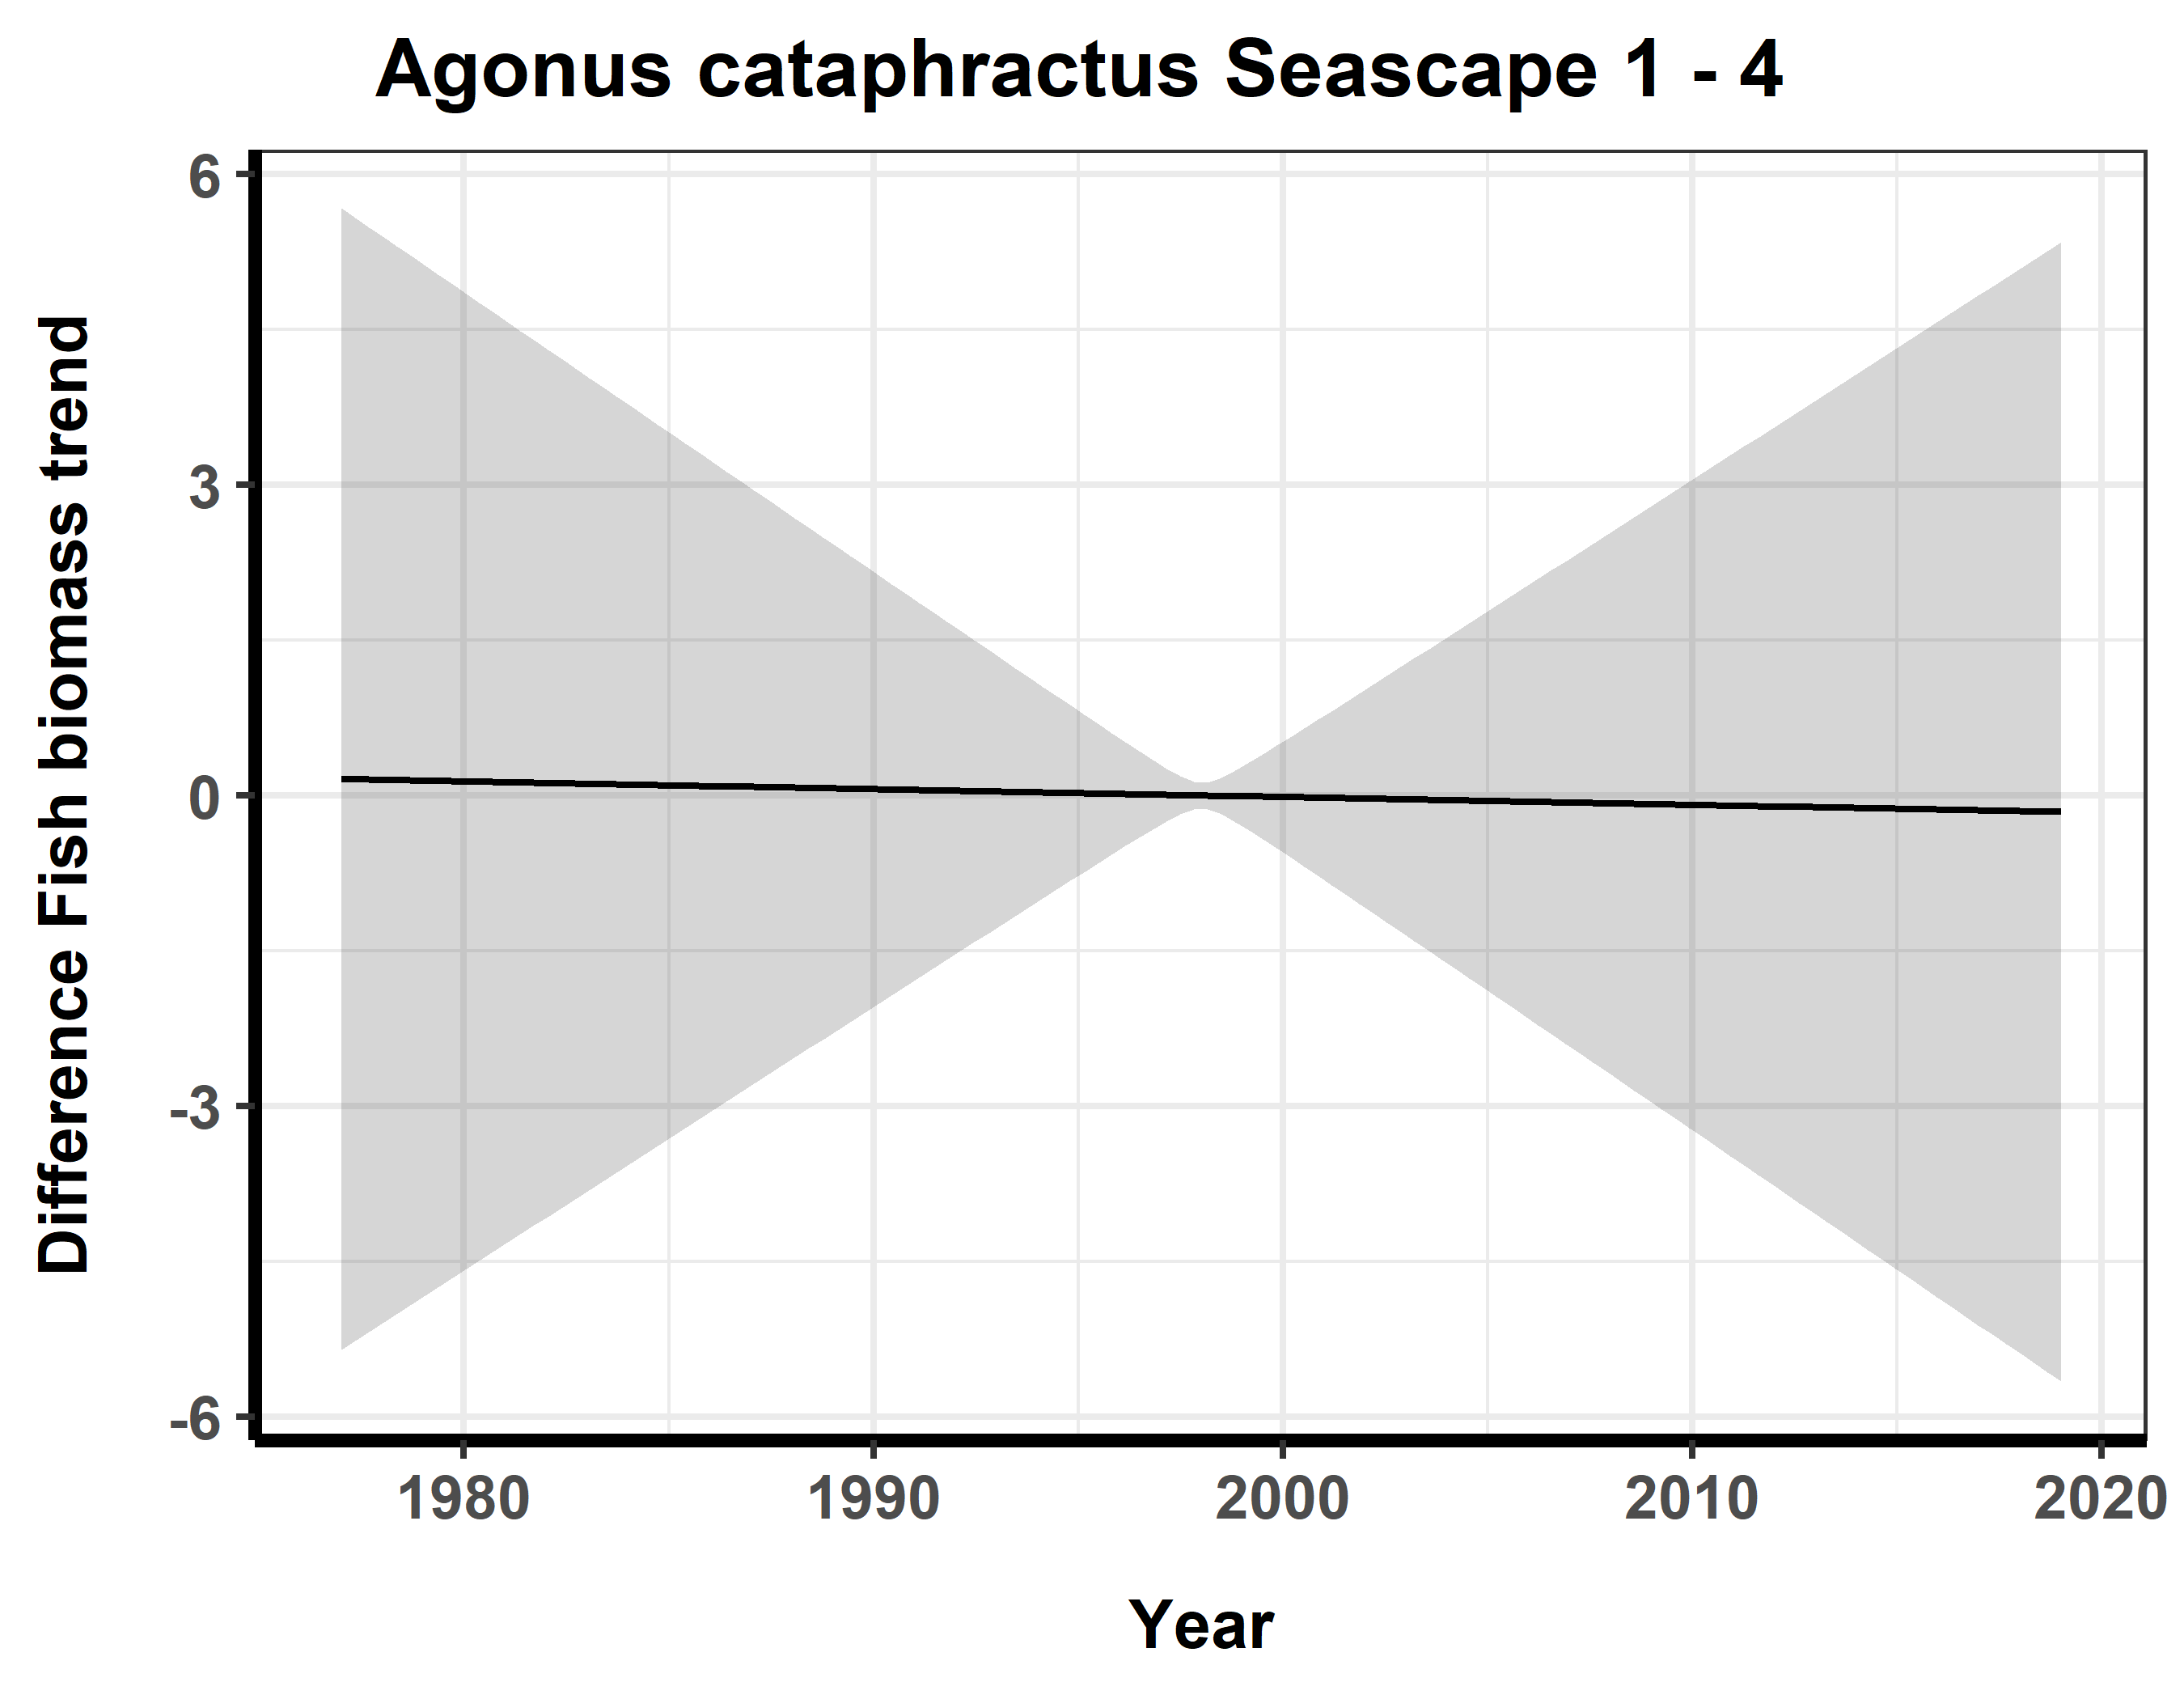 Agonus cataphractus Seascape 1 - 4
Difference Fish biomass trend
6
3
0
-3
-6
1980 1990 2000 2010 2020
Year